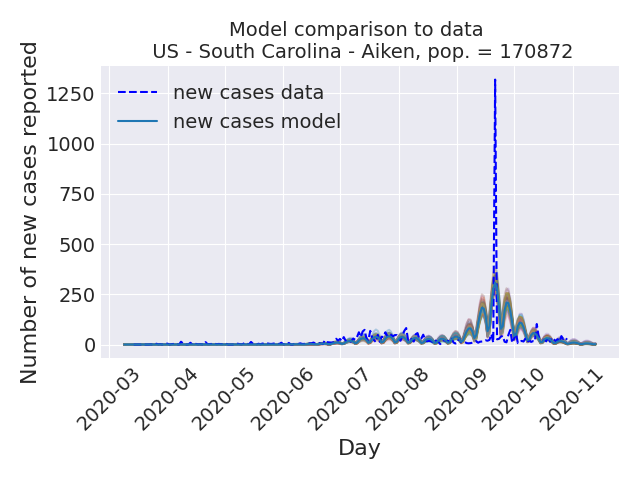 Model comparison to data
US - South Carolina - Aiken, pop. = 170872
Number of new cases reported
1250
1000
750
500
250
0
new cases data
new cases model
2020-03
2020-04
2020-05
2020-06
2020-07
2020-08
2020-09
2020-10
2020-11
Day